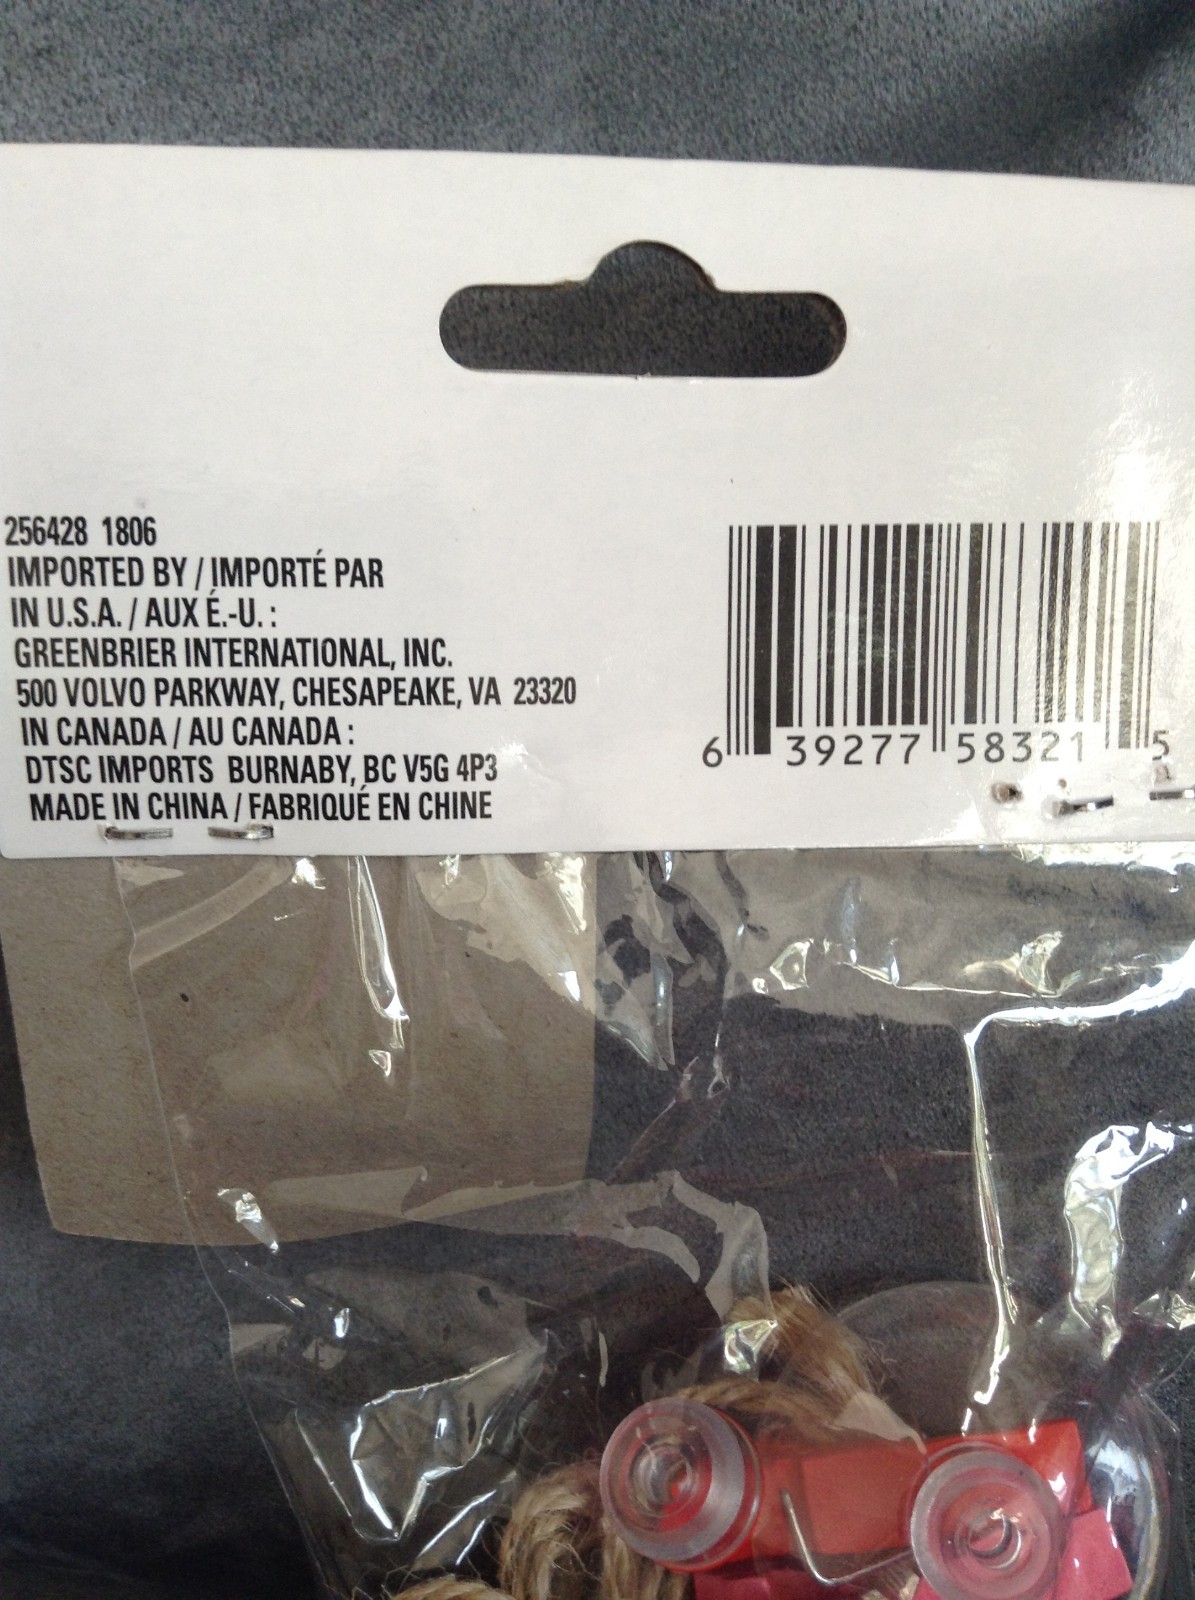 256428 1806
IMPORTED BY / IMPORTÉ PAR
IN U.S.A. / AUX É.-U. :
GREENBRIER INTERNATIONAL, INC.
500 VOLVO PARKWAY, CHESAPEAKE, VA 23320
IN CANADA / AU CANADA :
DTSC IMPORTS BURNABY, BC V5G 4P3
MADE IN CHINA / FABRIQUÉ EN CHINE
6 39277 58321 5